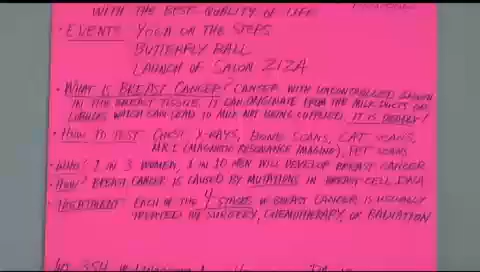 WITH THE BEST QUALITY OF LIFE
• EVENTS YOGA ON THE STEPS
BUTTERFLY BALL
LAUNCH OF SALON ZIZA
• WHAT IS BREAST CANCER? CANCER WITH UNCONTROLLED GROWTH
IN THE BREAST TISSUE. IT CAN ORIGINATE FROM THE MILK DUCTS OR
LOBULES WHICH CAN LEAD TO MILK NOT BEING SUPPLIED. IT IS DEADLY!
• HOW TO TEST CHEST X-RAYS, BONE SCANS, CAT SCANS,
MRI (MAGNETIC RESONANCE IMAGING), PET SCANS
• WHO? 1 IN 3 WOMEN, 1 IN 10 MEN WILL DEVELOP BREAST CANCER
• HOW? BREAST CANCER IS CAUSED BY MUTATIONS IN BREAST CELL DNA
• TREATMENT EACH OF THE 4 STAGES OF BREAST CANCER IS USUALLY
TREATED BY SURGERY, CHEMOTHERAPY, OR RADIATION